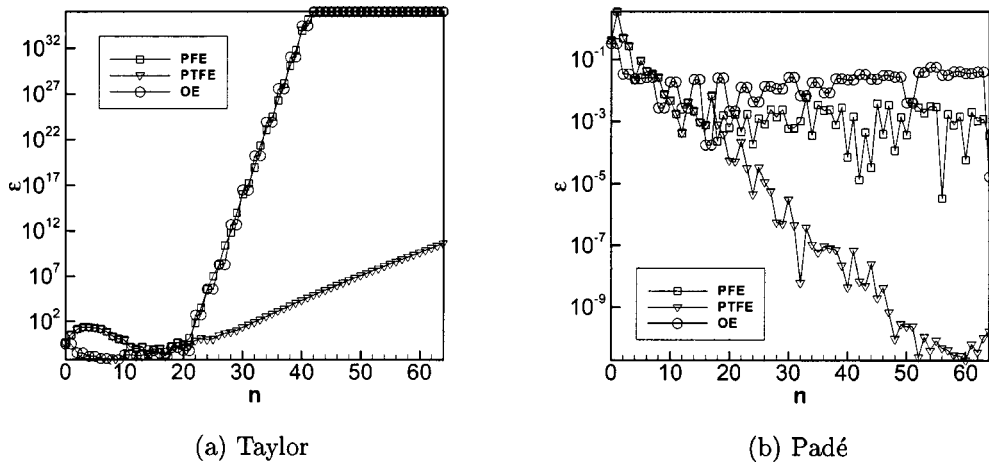 10^32
10^27
10^22
10^17
10^12
10^7
10^2
ε
PFE
PTFE
OE
0 10 20 30 40 50 60
n
(a) Taylor
10^-1
10^-3
10^-5
10^-7
10^-9
ε
PFE
PTFE
OE
0 10 20 30 40 50 60
n
(b) Padé